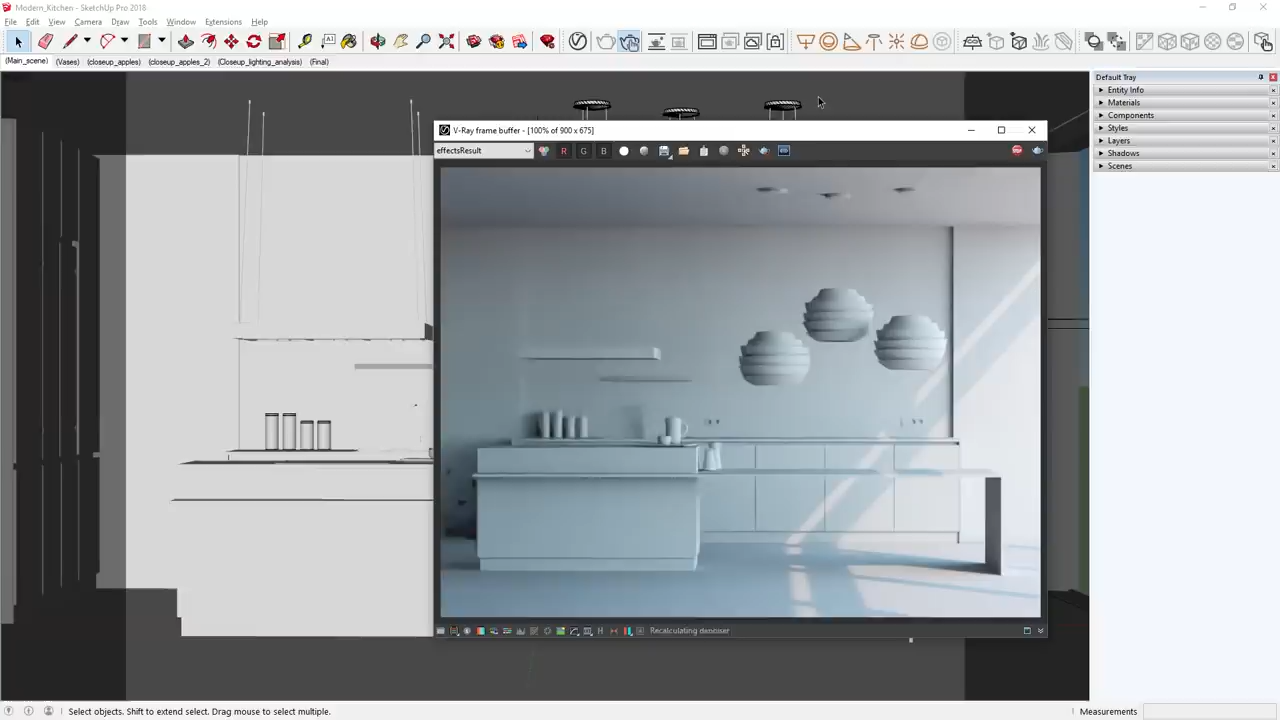 Modern_Kitchen - SketchUp Pro 2018
File Edit View Camera Draw Tools Window Extensions Help
(Main_scene) (Vases) (closeup_apples) (closeup_apples_2) (Closeup_lighting_analysis) (Final)
Default Tray
Entity Info
Materials
Components
Styles
Layers
Shadows
Scenes
V-Ray frame buffer - [100% of 900 x 675]
effectsResult
R G B
STOP
H
Recalculating denoiser
Select objects. Shift to extend select. Drag mouse to select multiple.
Measurements